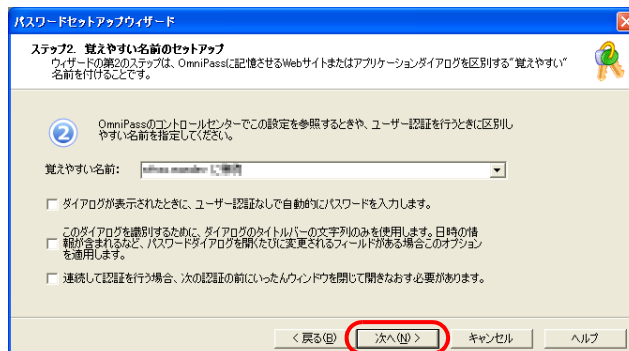 パスワードセットアップウィザード
ステップ2. 覚えやすい名前のセットアップ
ウィザードの第2のステップは、OmniPassに記憶させるWebサイトまたはアプリケーションダイアログを区別する"覚えやすい"
名前を付けることです。
2
OmniPassのコントロールセンターでこの設定を参照するときや、ユーザー認証を行うときに区別し
やすい名前を指定してください。
覚えやすい名前:
ダイアログが表示されたときに、ユーザー認証なしで自動的にパスワードを入力します。
このダイアログを識別するために、ダイアログのタイトルバーの文字列のみを使用します。日時の情
報が含まれるなど、パスワードダイアログを開くたびに変更されるフィールドがある場合このオプション
を適用します。
連続して認証を行う場合、次の認証の前にいったんウィンドウを閉じて開きなおす必要があります。
< 戻る(B)
次へ(N) >
キャンセル
ヘルプ